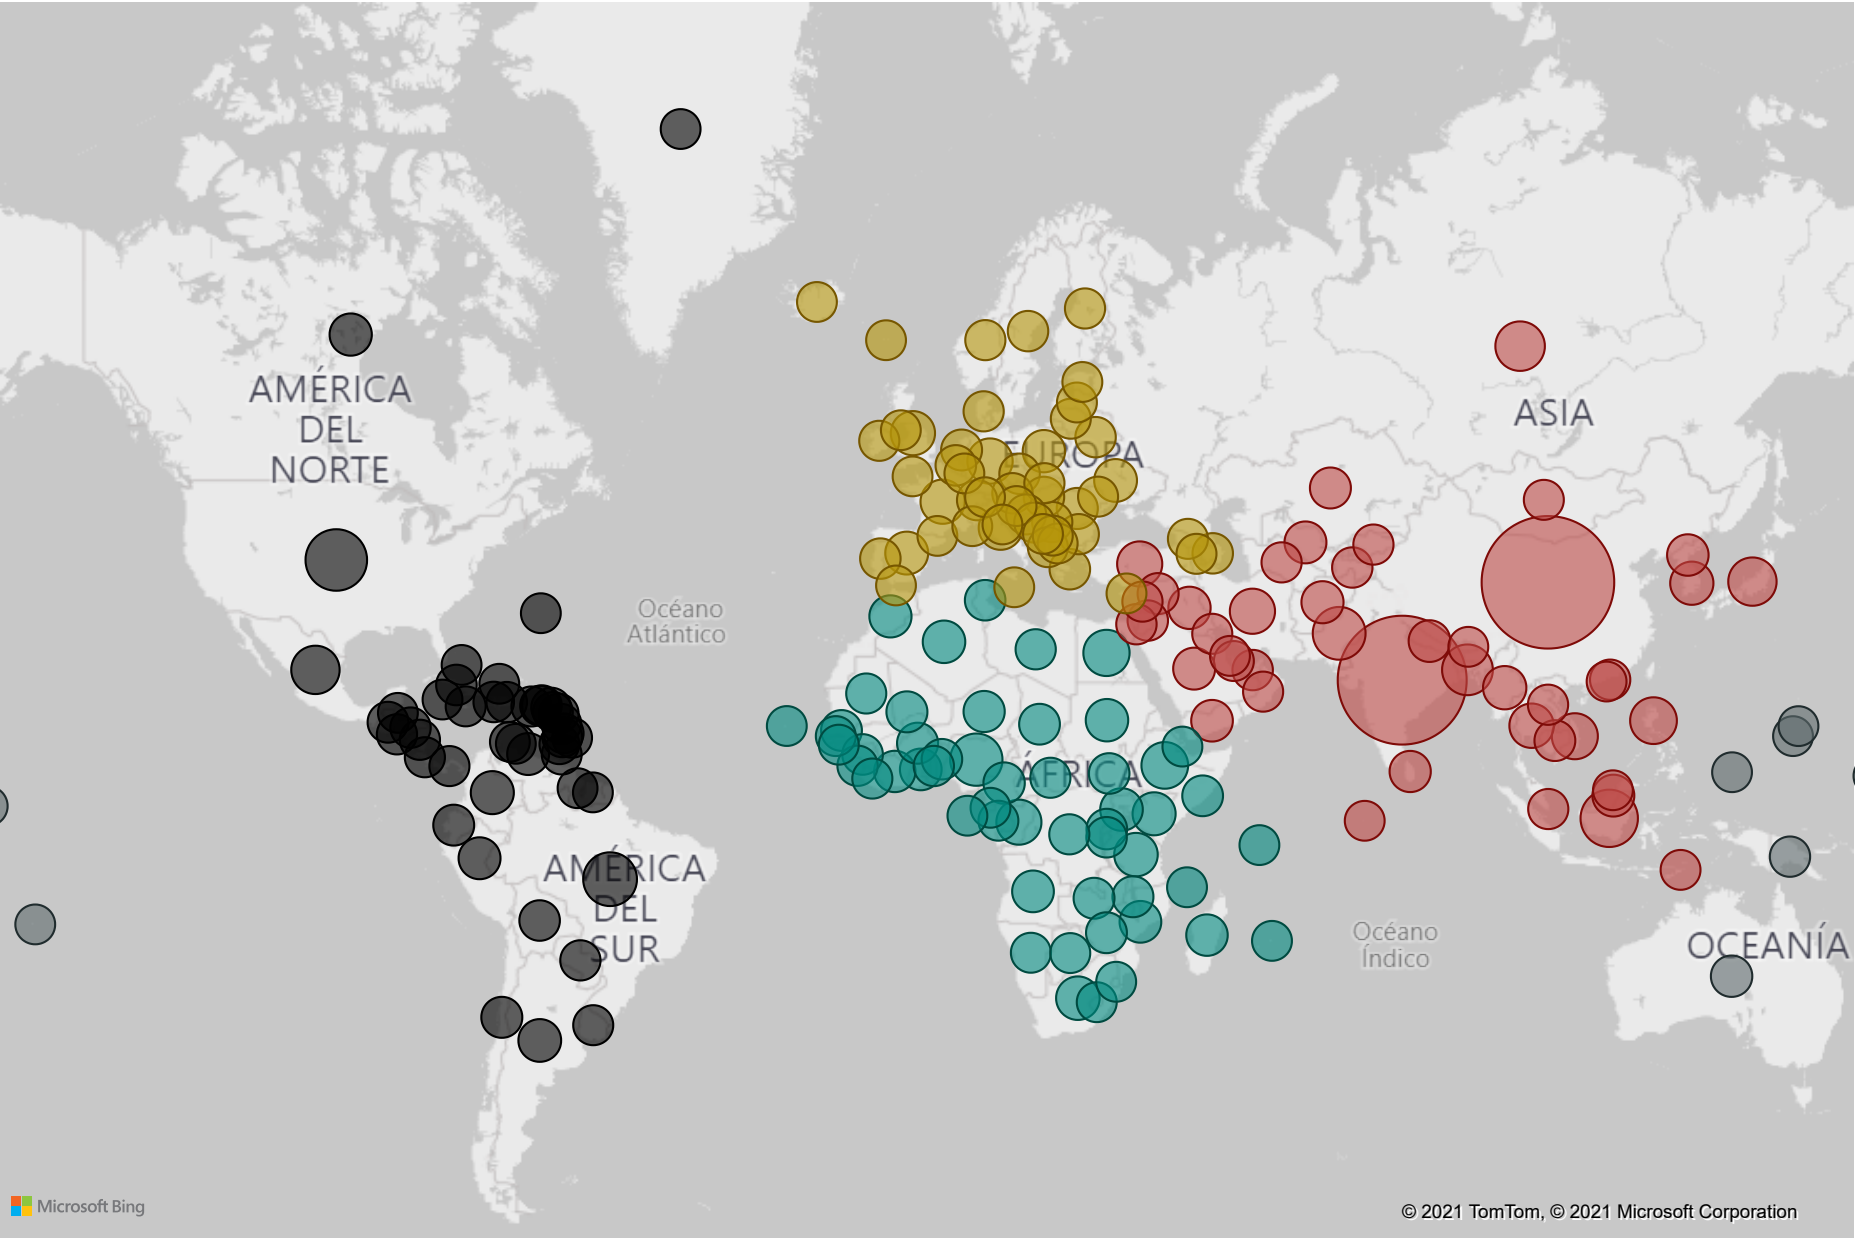 AMÉRICA
DEL
NORTE
EUROPA
ASIA
Océano
Atlántico
ÁFRICA
AMÉRICA
DEL
SUR
Océano
Índico
OCEANÍA
Microsoft Bing
© 2021 TomTom, © 2021 Microsoft Corporation